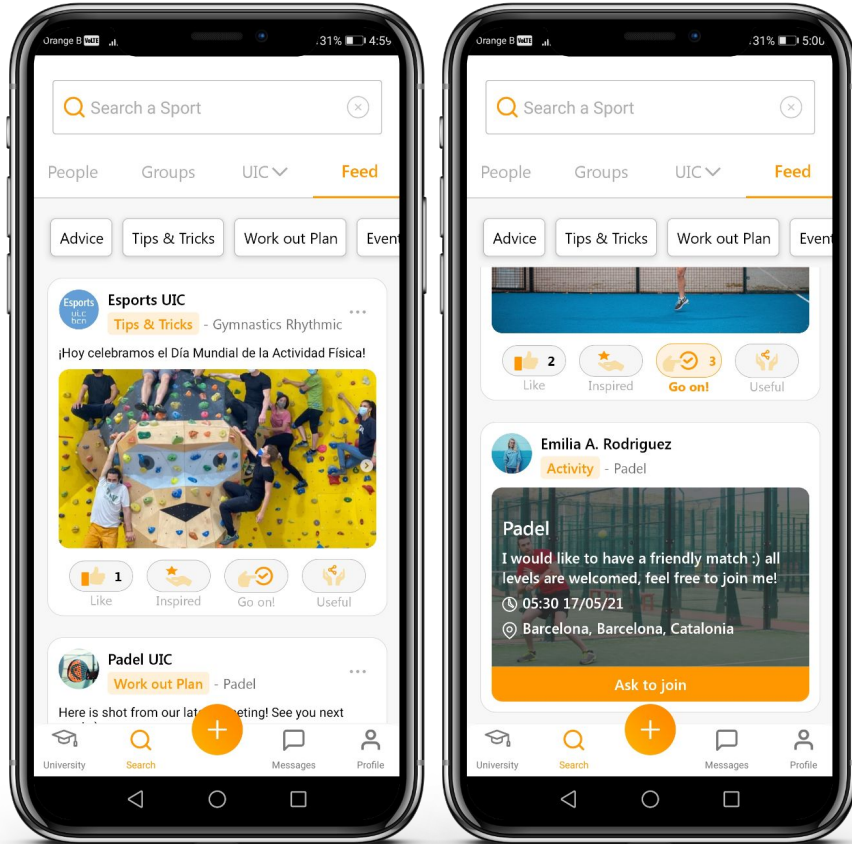 Orange B VoLTE
31% 4:59
Search a Sport
People Groups UIC Feed
Advice Tips & Tricks Work out Plan Event
Esports
UIC
bcn
Esports UIC
Tips & Tricks - Gymnastics Rhythmic
¡Hoy celebramos el Día Mundial de la Actividad Física!
1
Like Inspired Go on! Useful
Padel UIC
Work out Plan - Padel
Here is shot from our eting! See you next
University Search Messages Profile
Orange B VoLTE
31% 5:00
Search a Sport
People Groups UIC Feed
Advice Tips & Tricks Work out Plan Event
2 3
Like Inspired Go on! Useful
Emilia A. Rodriguez
Activity - Padel
Padel
I would like to have a friendly match :) all
levels are welcomed, feel free to join me!
05:30 17/05/21
Barcelona, Barcelona, Catalonia
Ask to join
University Search Messages Profile